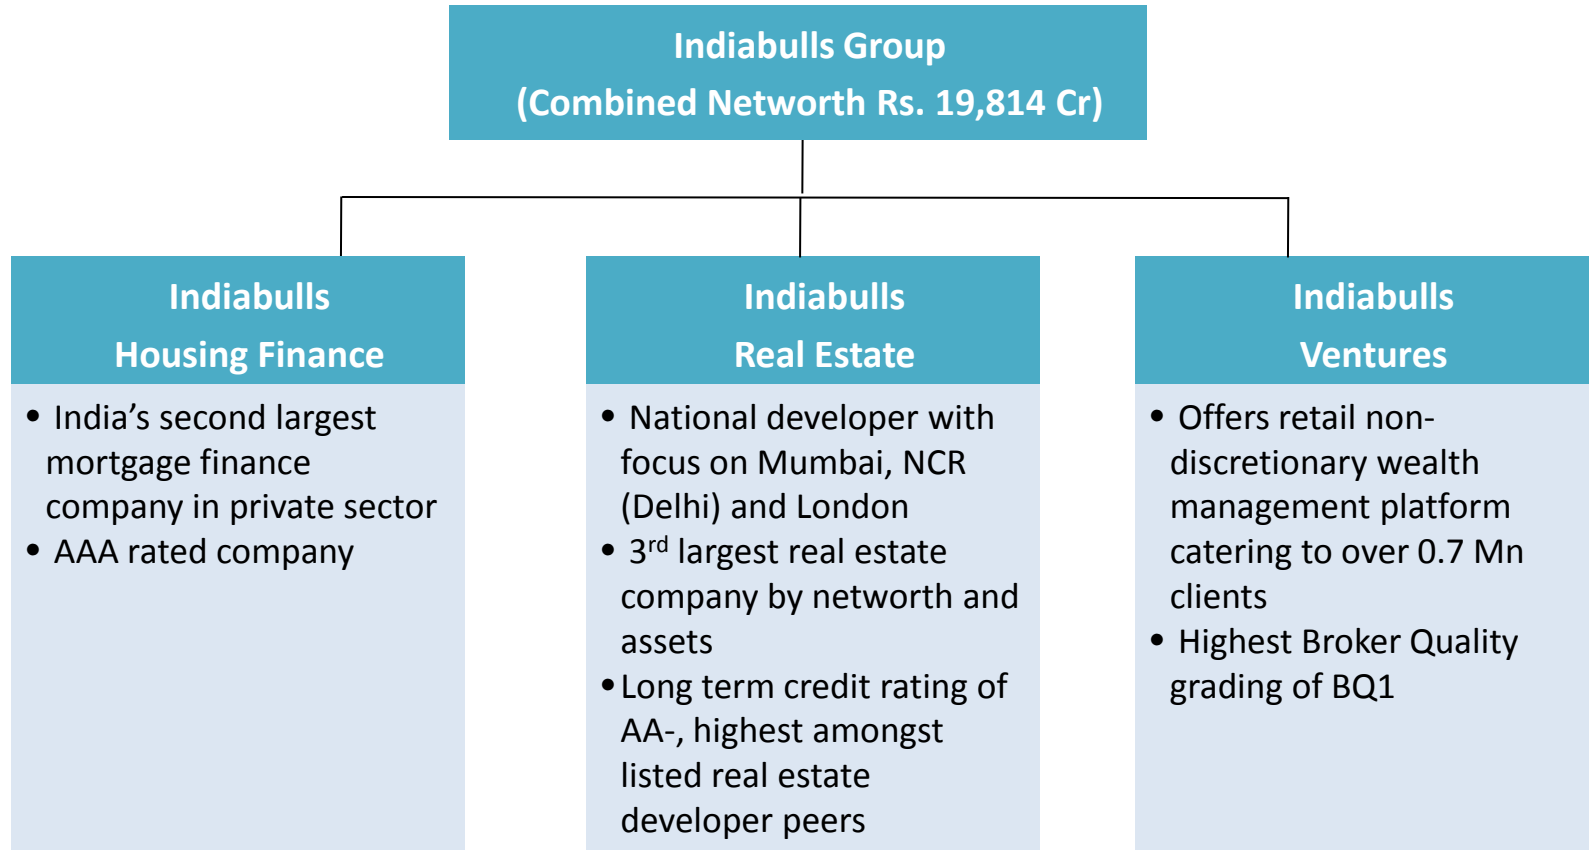 Indiabulls Group
(Combined Networth Rs. 19,814 Cr)
Indiabulls
Housing Finance
• India’s second largest
mortgage finance
company in private sector
• AAA rated company
Indiabulls
Real Estate
• National developer with
focus on Mumbai, NCR
(Delhi) and London
• 3rd largest real estate
company by networth and
assets
• Long term credit rating of
AA-, highest amongst
listed real estate
developer peers
Indiabulls
Ventures
• Offers retail non-
discretionary wealth
management platform
catering to over 0.7 Mn
clients
• Highest Broker Quality
grading of BQ1